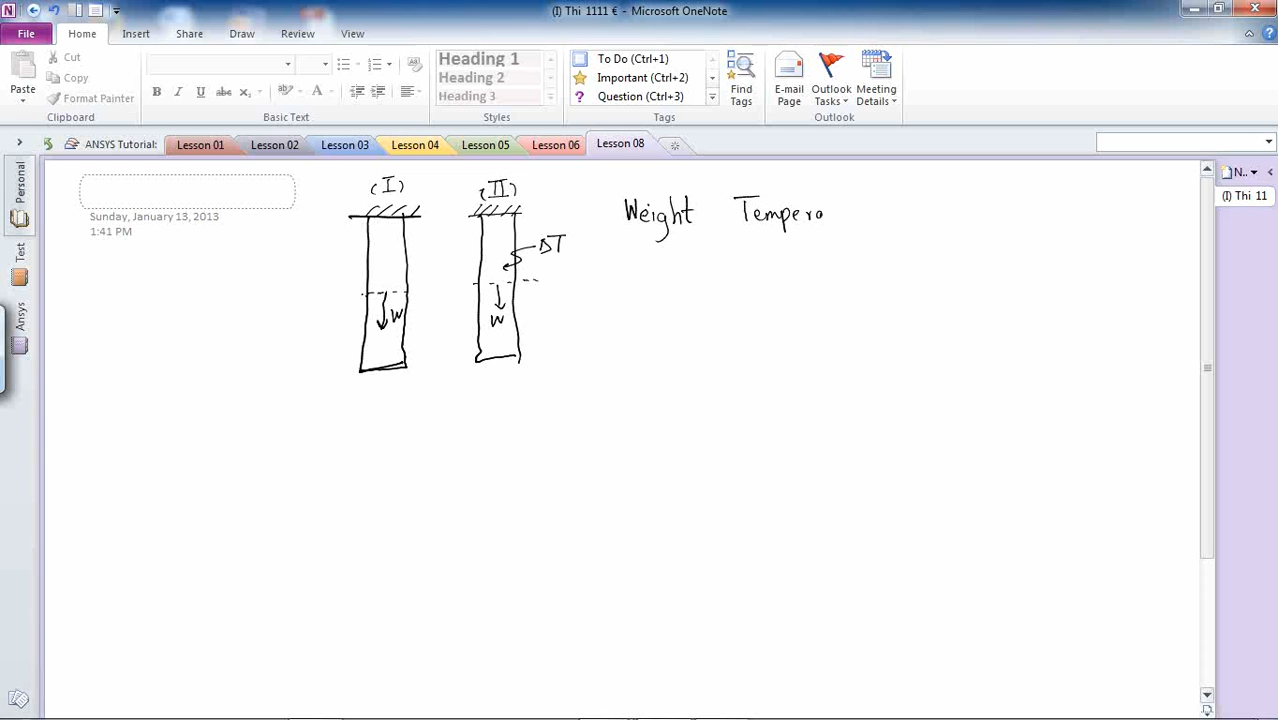 (I) Thi 1111 € - Microsoft OneNote
File Home Insert Share Draw Review View
Cut
Copy
Format Painter
Paste
Clipboard
B I U abc X₂ ab A
Basic Text
Heading 1
Heading 2
Heading 3
Styles
To Do (Ctrl+1)
Important (Ctrl+2)
? Question (Ctrl+3)
Tags
Find Tags
E-mail Page
Outlook Tasks
Meeting Details
Outlook
ANSYS Tutorial: Lesson 01 Lesson 02 Lesson 03 Lesson 04 Lesson 05 Lesson 06 Lesson 08
Personal
Test
Ansys
N..
(I) Thi 11
Sunday, January 13, 2013
1:41 PM
(I) (II)
Weight Tempera
ΔT
W
W